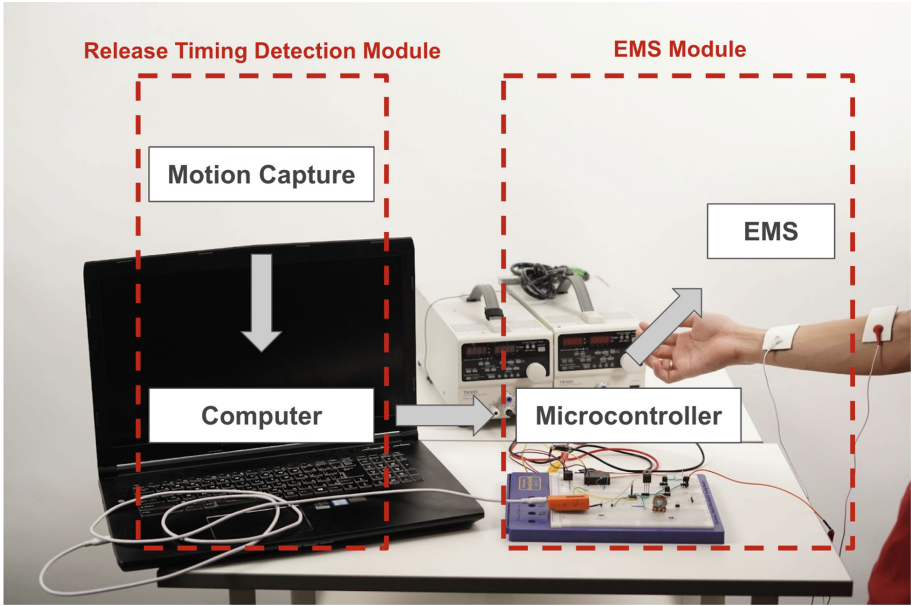 Release Timing Detection Module
EMS Module
Motion Capture
EMS
Computer
Microcontroller